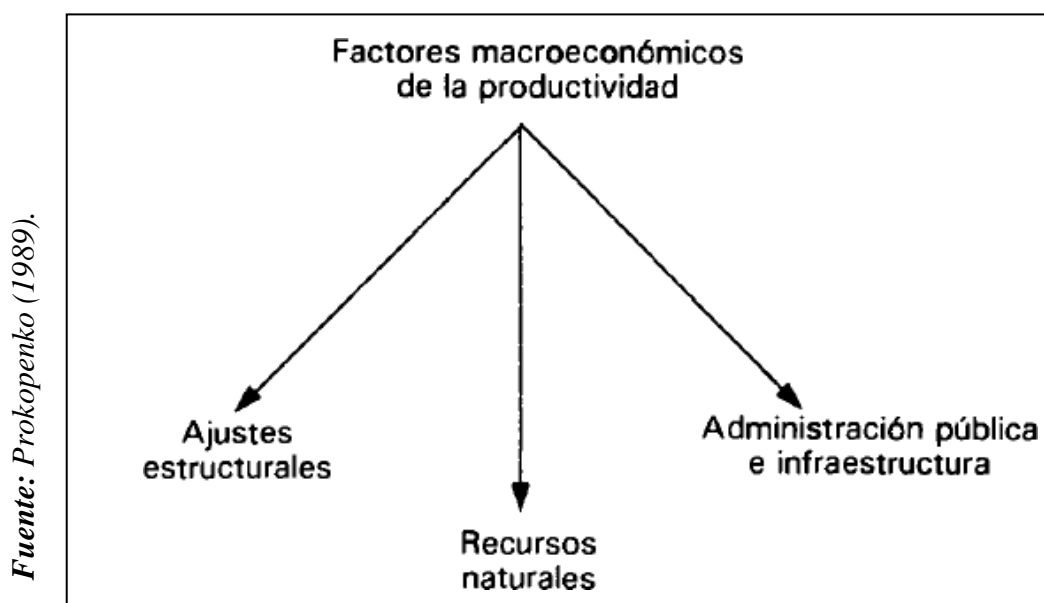 Factores macroeconómicos
de la productividad
Ajustes
estructurales
Recursos
naturales
Administración pública
e infraestructura
Fuente: Prokopenko (1989).